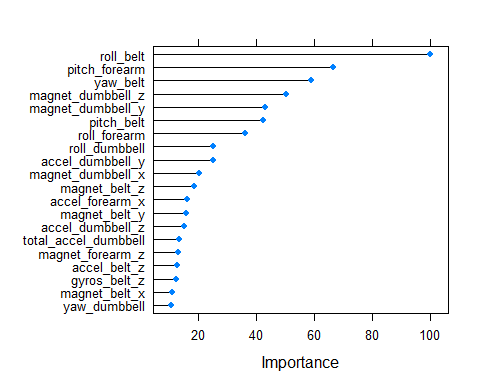 roll_belt
pitch_forearm
yaw_belt
magnet_dumbbell_z
magnet_dumbbell_y
pitch_belt
roll_forearm
roll_dumbbell
accel_dumbbell_y
magnet_dumbbell_x
magnet_belt_z
accel_forearm_x
magnet_belt_y
accel_dumbbell_z
total_accel_dumbbell
magnet_forearm_z
accel_belt_z
gyros_belt_z
magnet_belt_x
yaw_dumbbell
20 40 60 80 100
Importance